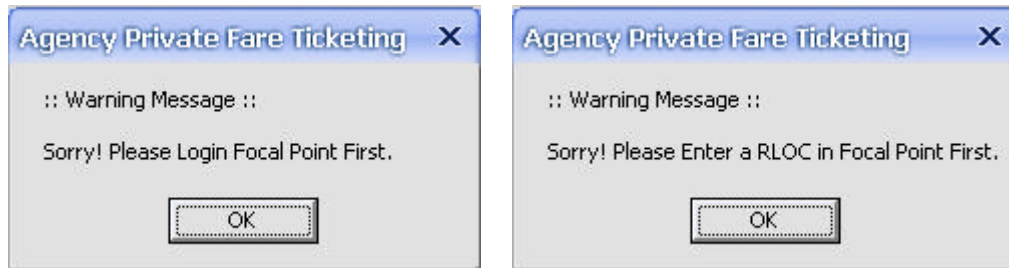 Agency Private Fare Ticketing
:: Warning Message ::
Sorry! Please Login Focal Point First.
OK
Agency Private Fare Ticketing
:: Warning Message ::
Sorry! Please Enter a RLOC in Focal Point First.
OK